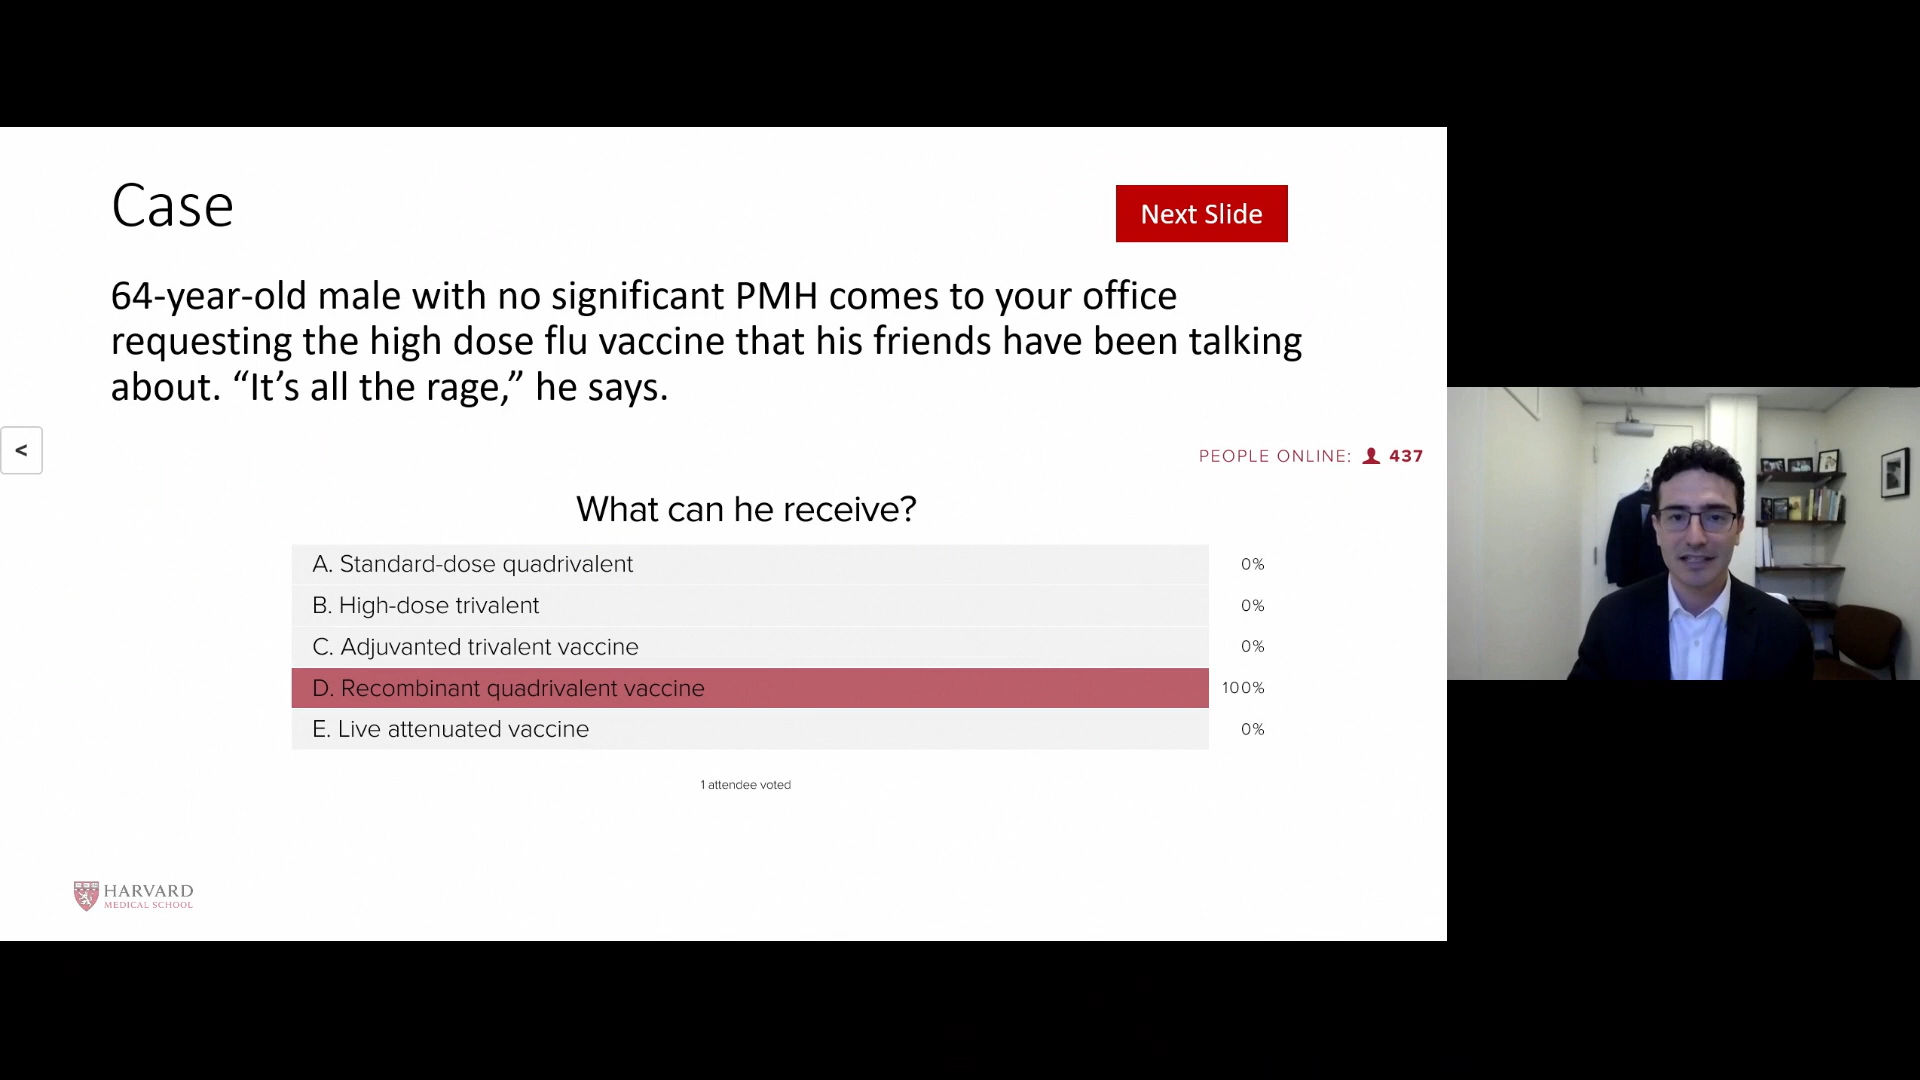 Case
Next Slide
64-year-old male with no significant PMH comes to your office
requesting the high dose flu vaccine that his friends have been talking
about. “It’s all the rage,” he says.
<
PEOPLE ONLINE: 437
What can he receive?
A. Standard-dose quadrivalent 0%
B. High-dose trivalent 0%
C. Adjuvanted trivalent vaccine 0%
D. Recombinant quadrivalent vaccine 100%
E. Live attenuated vaccine 0%
1 attendee voted
HARVARD
MEDICAL SCHOOL